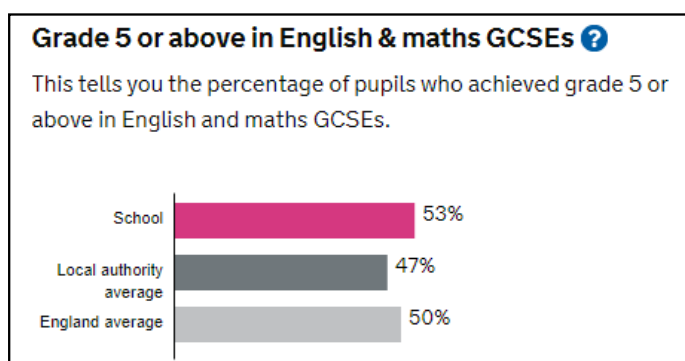 Grade 5 or above in English & maths GCSEs ?
This tells you the percentage of pupils who achieved grade 5 or
above in English and maths GCSEs.
School 53%
Local authority
average 47%
England average 50%